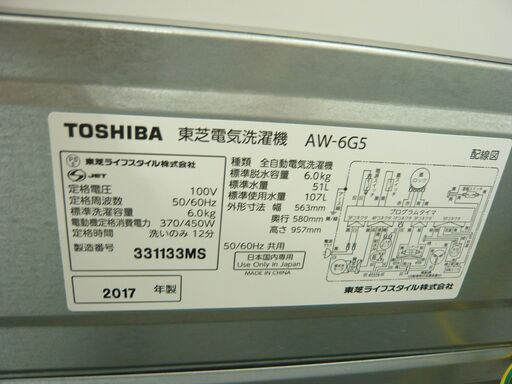 TOSHIBA 東芝電気洗濯機 AW-6G5
配線図
PS E
JET
東芝ライフスタイル株式会社
定格電圧 100V
定格周波数 50/60Hz
標準洗濯容量 6.0kg
電動機定格消費電力 370/450W
定格時間 洗いのみ 12分
製造番号 331133MS
2017 年製
種類 全自動電気洗濯機
標準脱水容量 6.0kg
標準水量 51L
標準使用水量 107L
外形寸法 幅 563mm
奥行 580mm
高さ 957mm
50/60Hz 共用
日本国内専用
Use Only in Japan
MADE IN CHINA
プログラムタイマ
東芝ライフスタイル株式会社